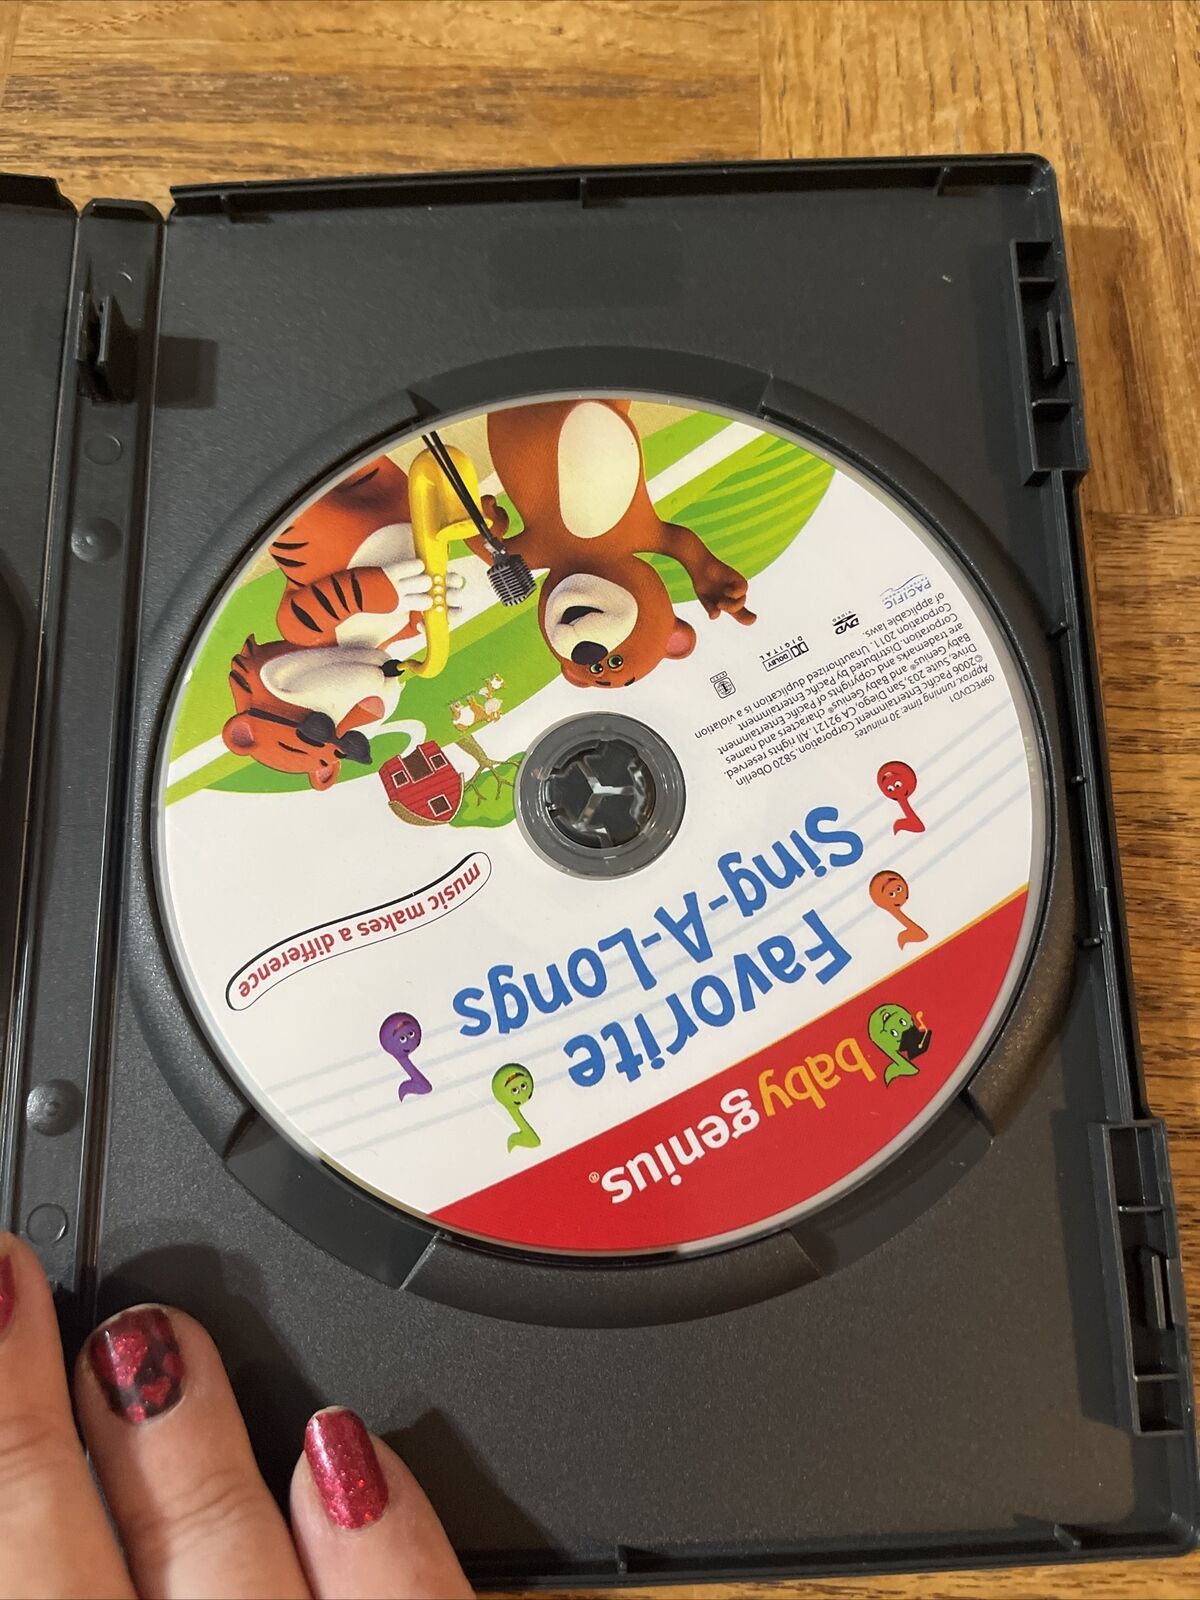 baby genius®
Favorite
Sing-A-Longs
music makes a difference
09FECDVD1
Approx. running time: 30 minutes
©2006 Pacific Entertainment Corporation. 5820 Oberlin
Drive, Suite 203, San Diego, CA 92121. All rights reserved.
Baby Genius® and Baby Genius® characters and names
are trademarks and copyrights of Pacific Entertainment
Corporation. Distributed by Pacific Entertainment
Corporation 2011. Unauthorized duplication is a violation
of applicable laws.
DOLBY
DIGITAL
DVD
VIDEO
PACIFIC